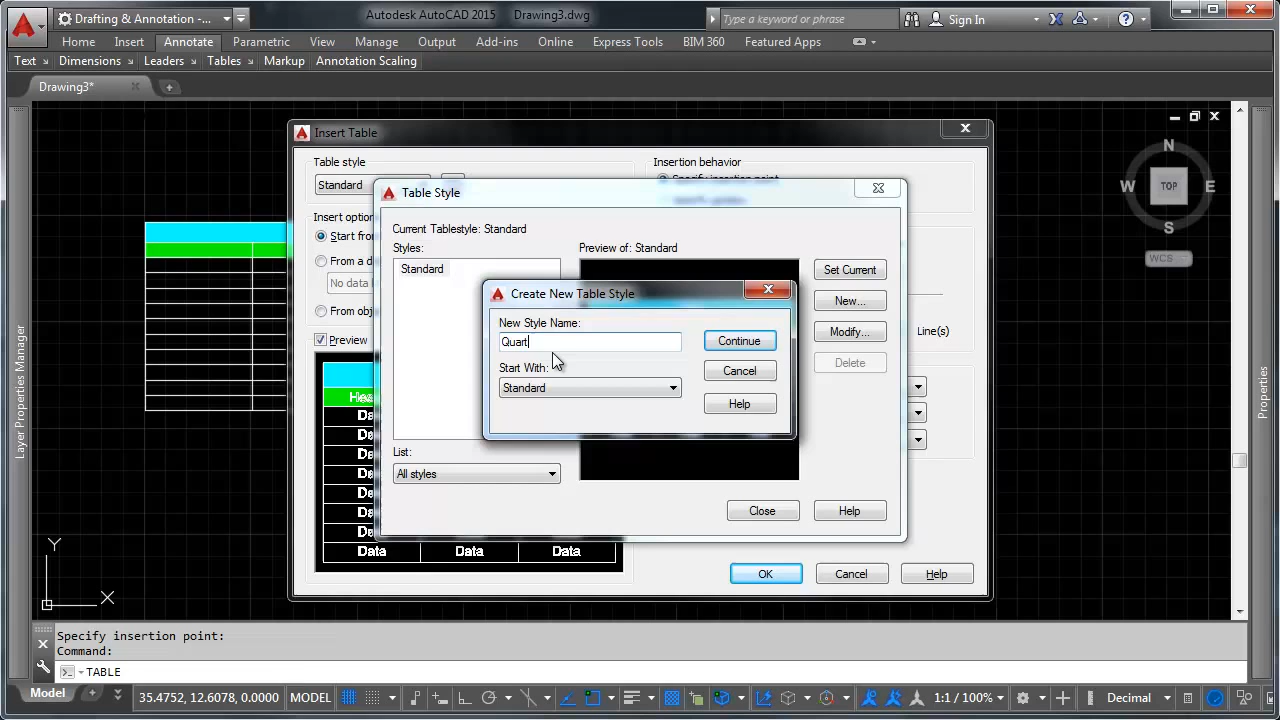 Drafting & Annotation -
Autodesk AutoCAD 2015 Drawing3.dwg
Type a keyword or phrase
Sign In
Home Insert Annotate Parametric View Manage Output Add-ins Online Express Tools BIM 360 Featured Apps
Text Dimensions Leaders Tables Markup Annotation Scaling
Drawing3*
Insert Table
Table style
Insertion behavior
Standard
Specify insertion point
Table Style
Current Tablestyle: Standard
Insert option
Styles:
Preview of: Standard
Start from
Standard
Set Current
From a d
No data l
Create New Table Style
New...
From obj
New Style Name:
Quart
Continue
Modify...
Line(s)
Preview
Start With:
Standard
Cancel
Delete
Help
Data
Data
Data
List:
All styles
Close
Help
Data Data Data
OK
Cancel
Help
N
W TOP E
S
WCS
Layer Properties Manager
Properties
Y
X
Specify insertion point:
Command:
TABLE
Model
35.4752, 12.6078, 0.0000 MODEL
1:1 / 100%
Decimal